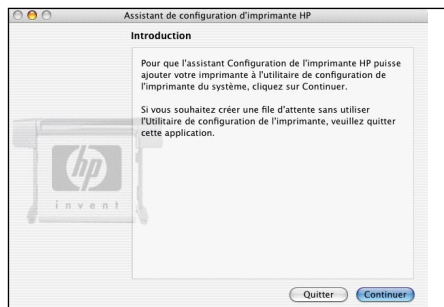 Assistant de configuration d'imprimante HP
Introduction
Pour que l'assistant Configuration de l'imprimante HP puisse
ajouter votre imprimante à l'utilitaire de configuration de
l'imprimante du système, cliquez sur Continuer.
Si vous souhaitez créer une file d'attente sans utiliser
l'Utilitaire de configuration de l'imprimante, veuillez quitter
cette application.
hp
invent
Quitter
Continuer